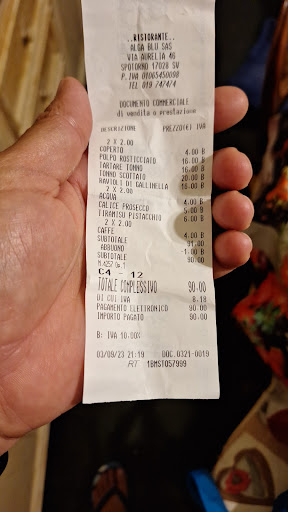 ..RISTORANTE..
ALGA BLU SAS
VIA AURELIA 46
SPOTORNO 17028 SV
P.IVA 01065450090
TEL 019 747474
DOCUMENTO COMMERCIALE
di vendita o prestazione
DESCRIZIONE PREZZO(€) IVA
2 X 2.00
COPERTO 4.00 B
POLPO ROSTICCIATO 16.00 B
TARTARE TONNO 16.00 B
TONNO SCOTTATO 20.00 B
RAVIOLI DI GALLINELLA 16.00 B
2 X 2.00
ACQUA 4.00 B
CALICE PROSECCO 5.00 B
TIRAMISU PISTACCHIO 6.00 B
2 X 2.00
CAFFE 4.00 B
SUBTOTALE 91.00
ABBUONO -1.00 B
SUBTOTALE 90.00
C4 - 12
TOTALE COMPLESSIVO 90.00
DI CUI IVA 8.18
PAGAMENTO ELETTRONICO 90.00
IMPORTO PAGATO 90.00
B: IVA 10.00%
03/09/23 21:19 DOC.0321-0019
RT 1BMST057999